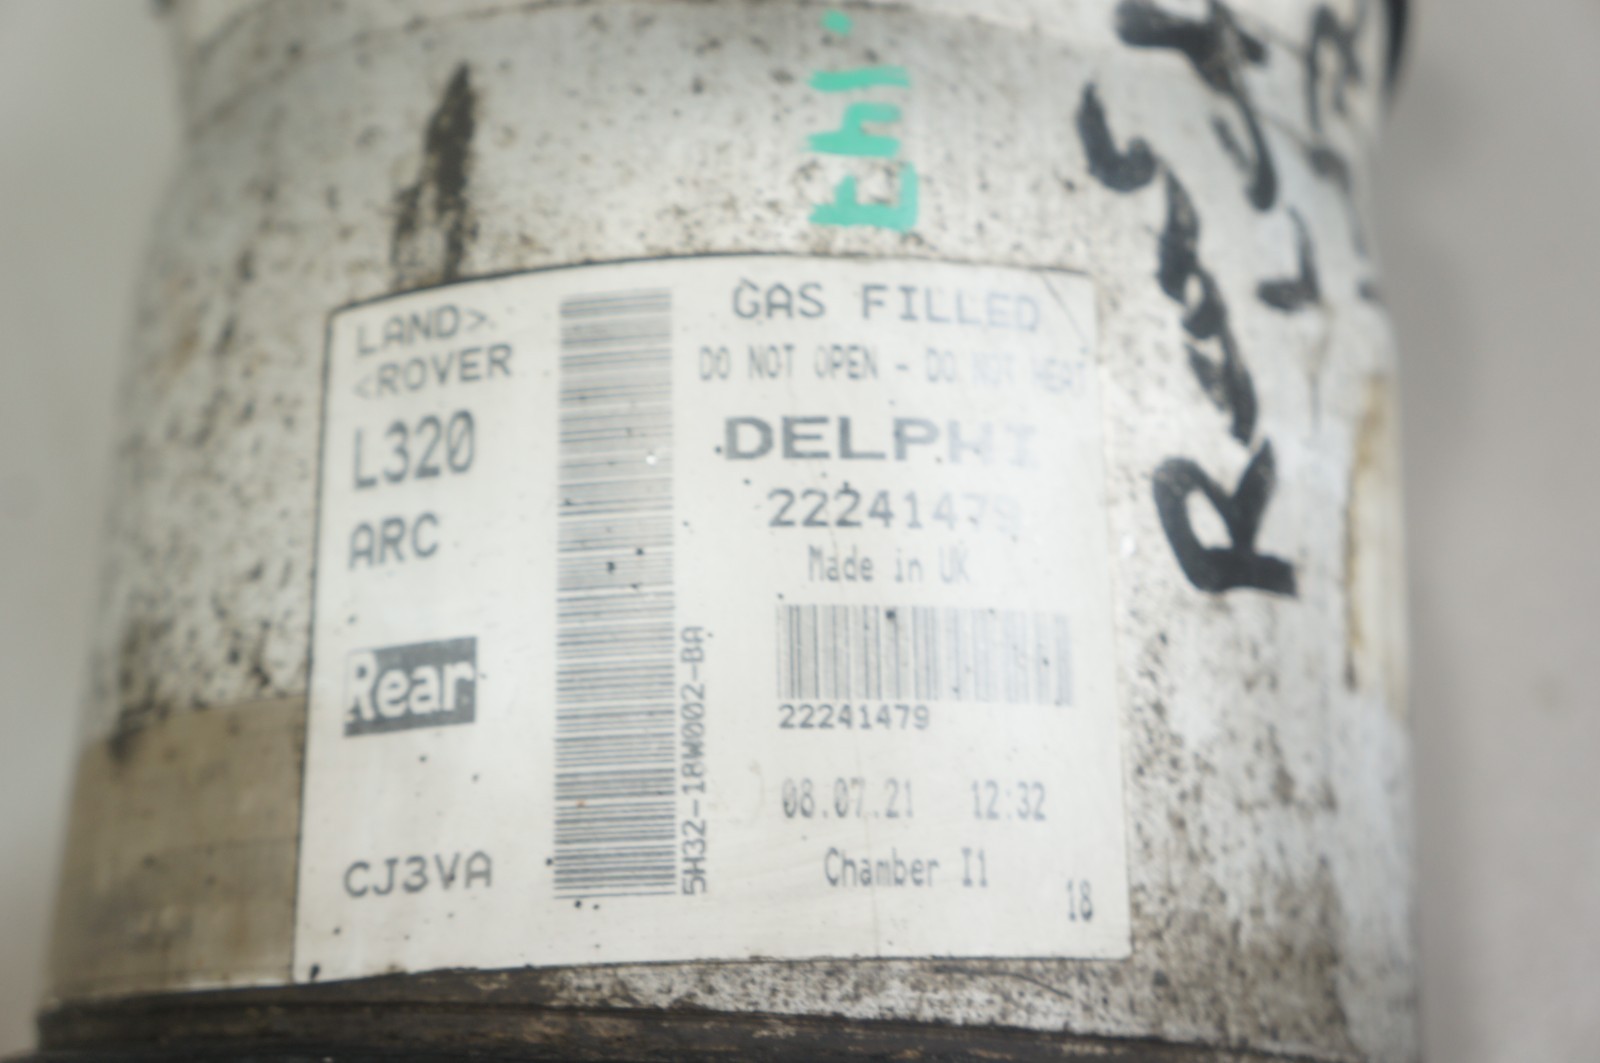 Ehl.
LAND>
<ROVER
L320
ARC
Rear
CJ3VA
5H32-18W002-BA
GAS FILLED
DO NOT OPEN - DO NOT HEAT
DELPHI
22241479
Made in UK
22241479
08.07.21 12:32
Chamber I1
18